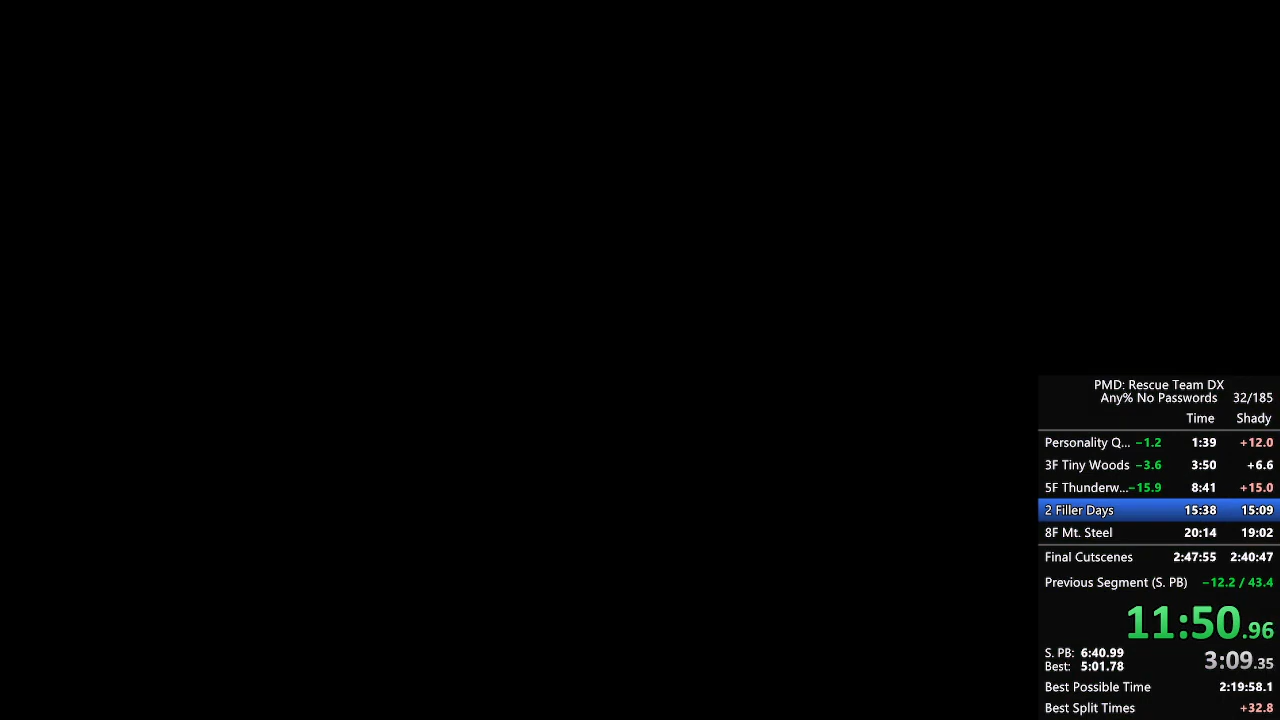 PMD: Rescue Team DX
Any% No Passwords 32/185
Time Shady
Personality Q... −1.2 1:39 +12.0
3F Tiny Woods −3.6 3:50 +6.6
5F Thunderw... −15.9 8:41 +15.0
2 Filler Days 15:38 15:09
8F Mt. Steel 20:14 19:02
Final Cutscenes 2:47:55 2:40:47
Previous Segment (S. PB) −12.2 / 43.4
11:50.96
S. PB: 6:40.99
Best: 5:01.78
3:09.35
Best Possible Time 2:19:58.1
Best Split Times +32.8